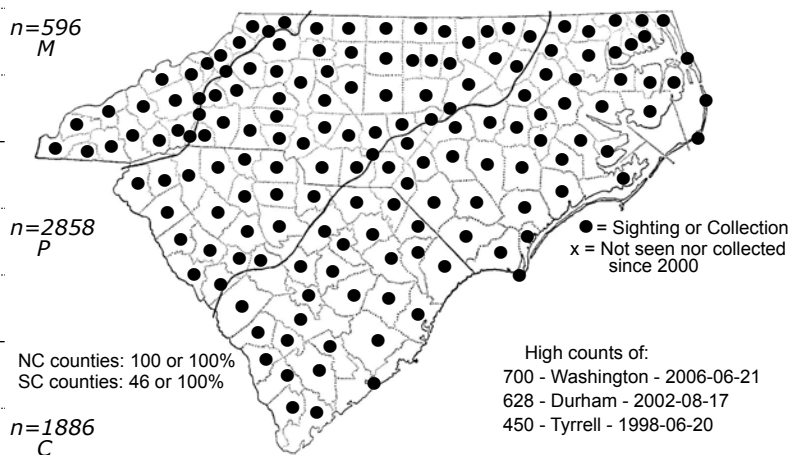 n=596
M
n=2858
P
● = Sighting or Collection
x = Not seen nor collected
since 2000
NC counties: 100 or 100%
SC counties: 46 or 100%
High counts of:
700 - Washington - 2006-06-21
628 - Durham - 2002-08-17
450 - Tyrrell - 1998-06-20
n=1886
C